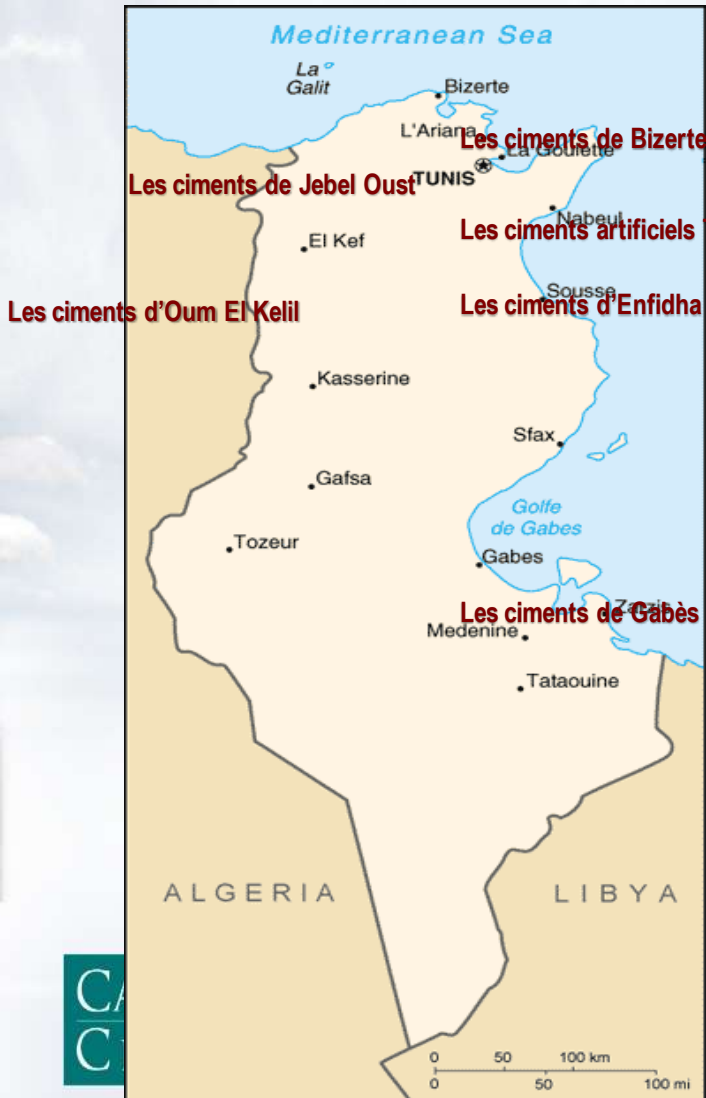 Mediterranean Sea
La
Galit
Bizerte
L'Ariana
Les ciments de Bizerte
La Goulette
TUNIS
Les ciments de Jebel Oust
Nabeul
Les ciments artificiels
El Kef
Sousse
Les ciments d'Enfidha
Les ciments d'Oum El Kelil
Kasserine
Sfax
Gafsa
Golfe
de Gabes
Tozeur
Gabes
Zarzis
Les ciments de Gabès
Medenine
Tataouine
ALGERIA
LIBYA
0 50 100 km
0 50 100 mi